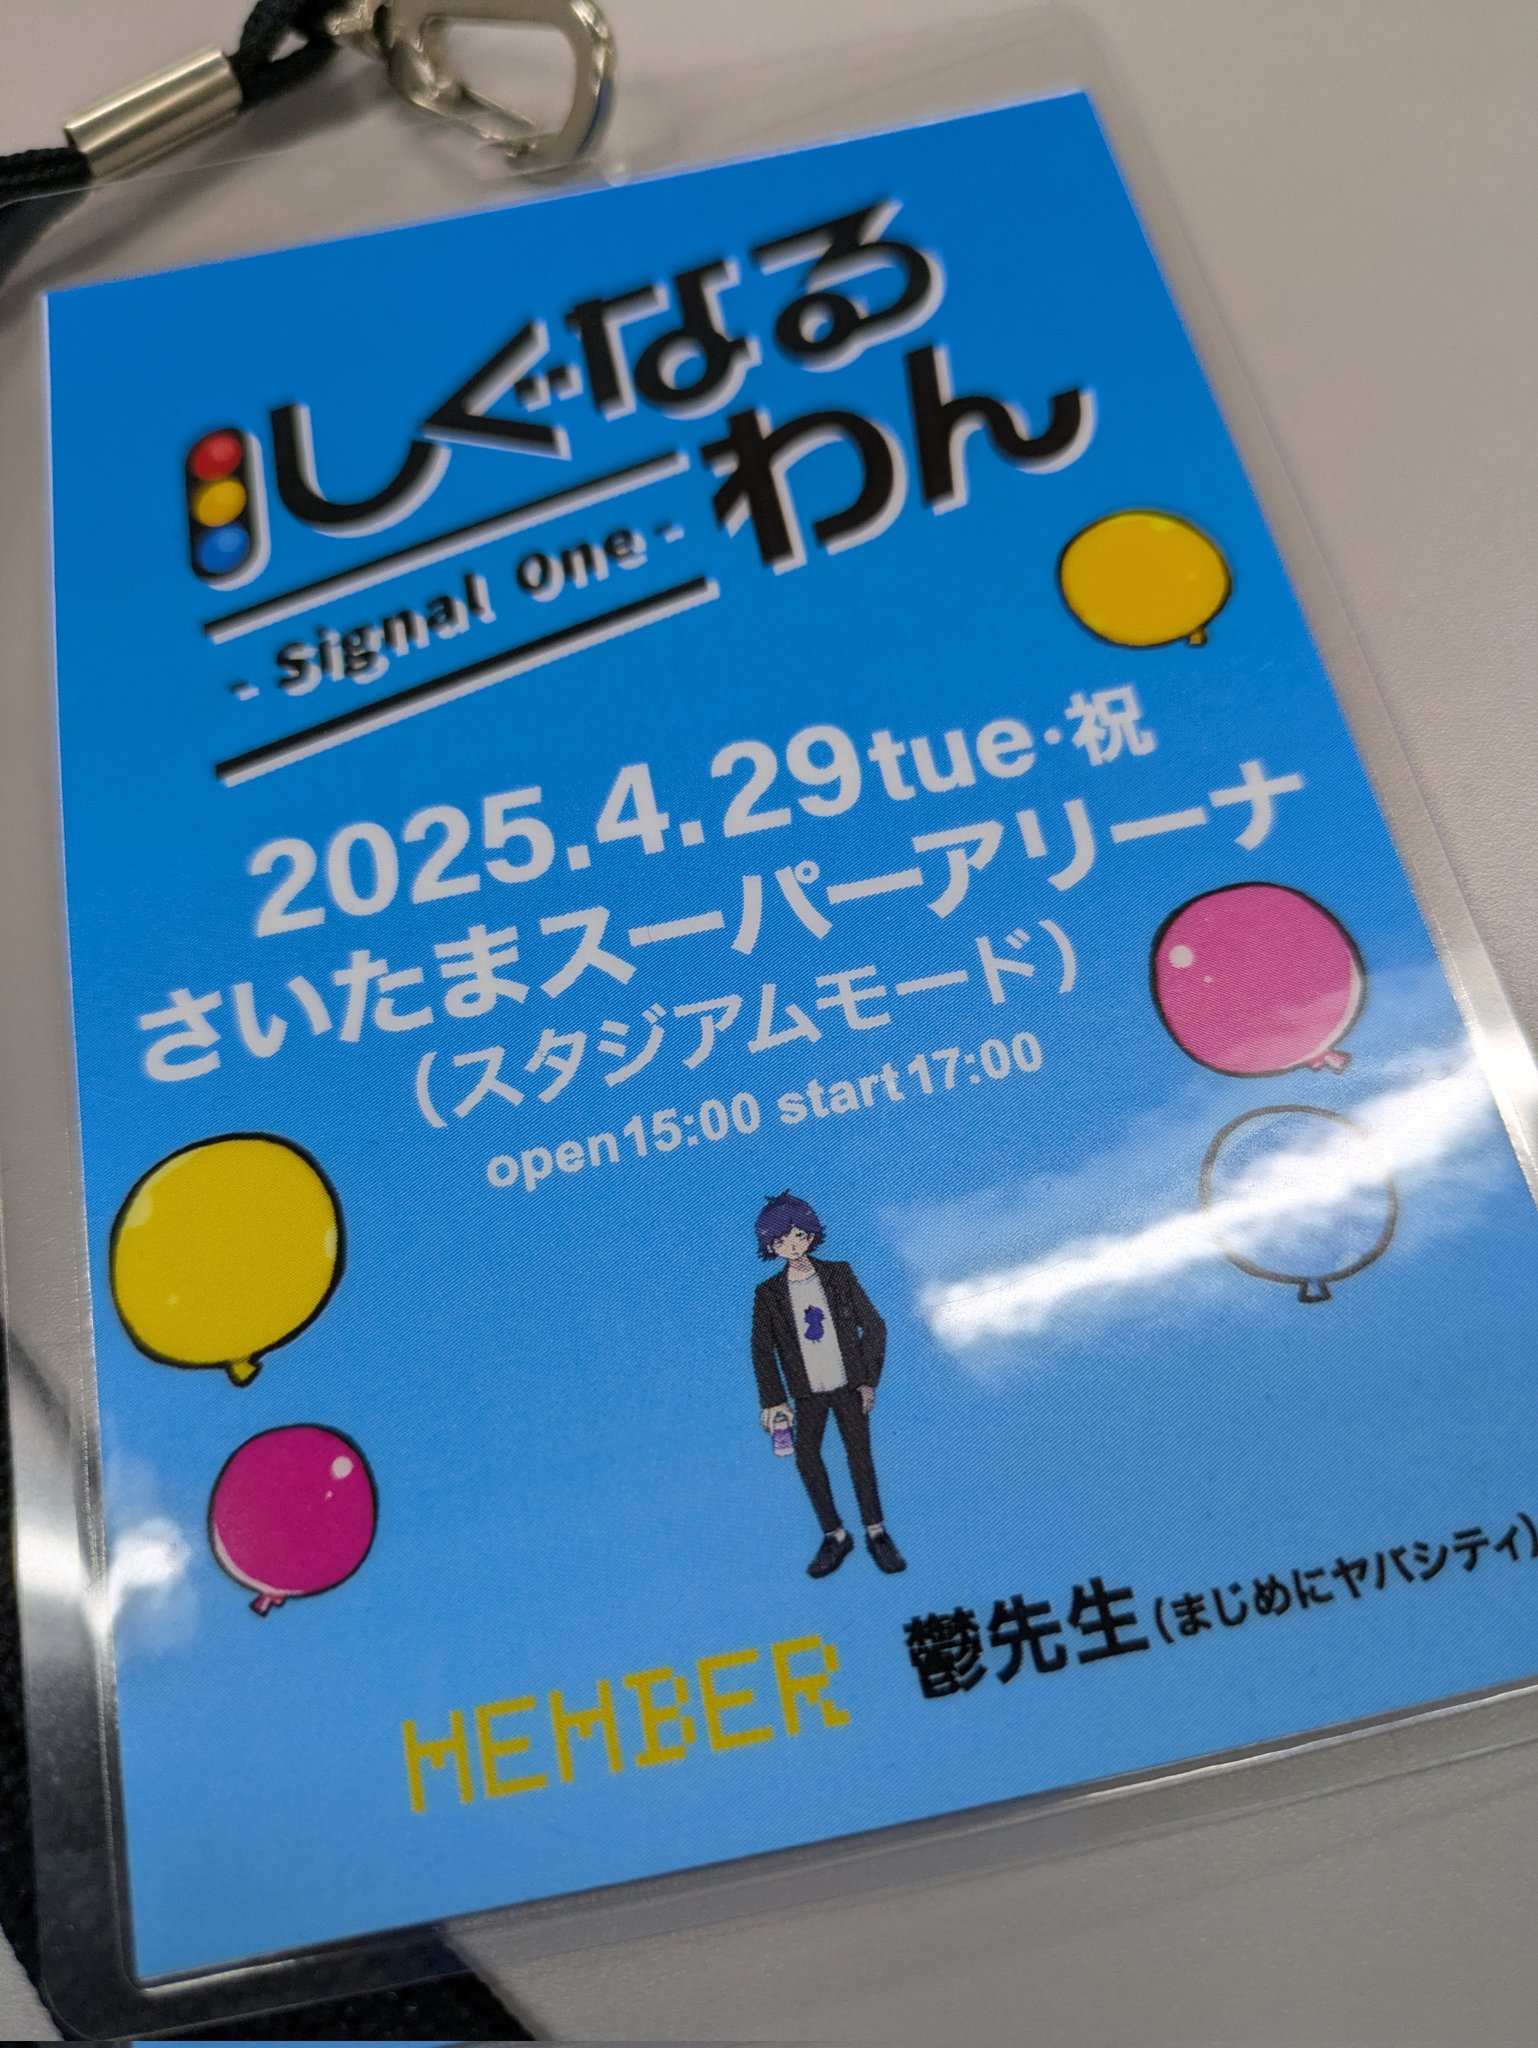 しぐなる
わん
- Signal One -
2025.4.29tue・祝
さいたまスーパーアリーナ
(スタジアムモード)
open15:00 start17:00
MEMBER 鬱先生(まじめにヤバシティ)